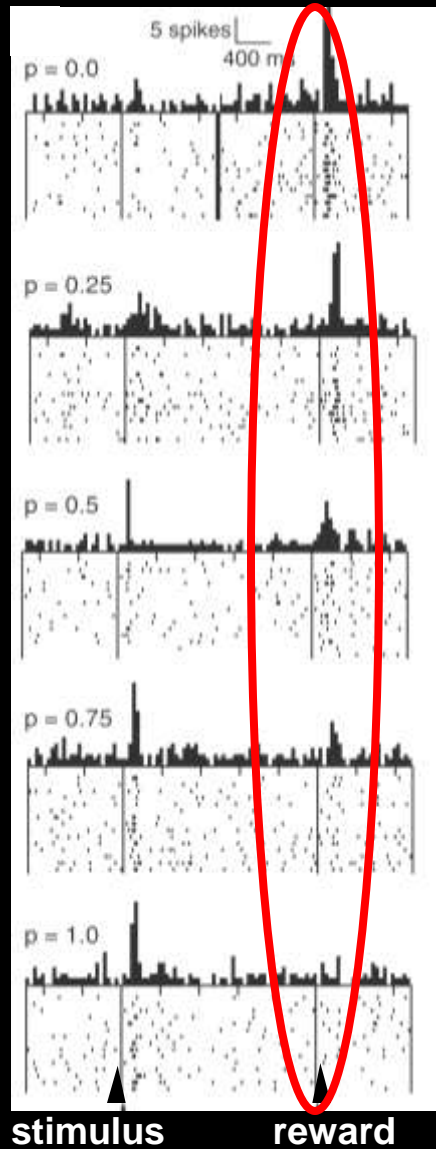 5 spikes
400 ms
p = 0.0
p = 0.25
p = 0.5
p = 0.75
p = 1.0
stimulus reward